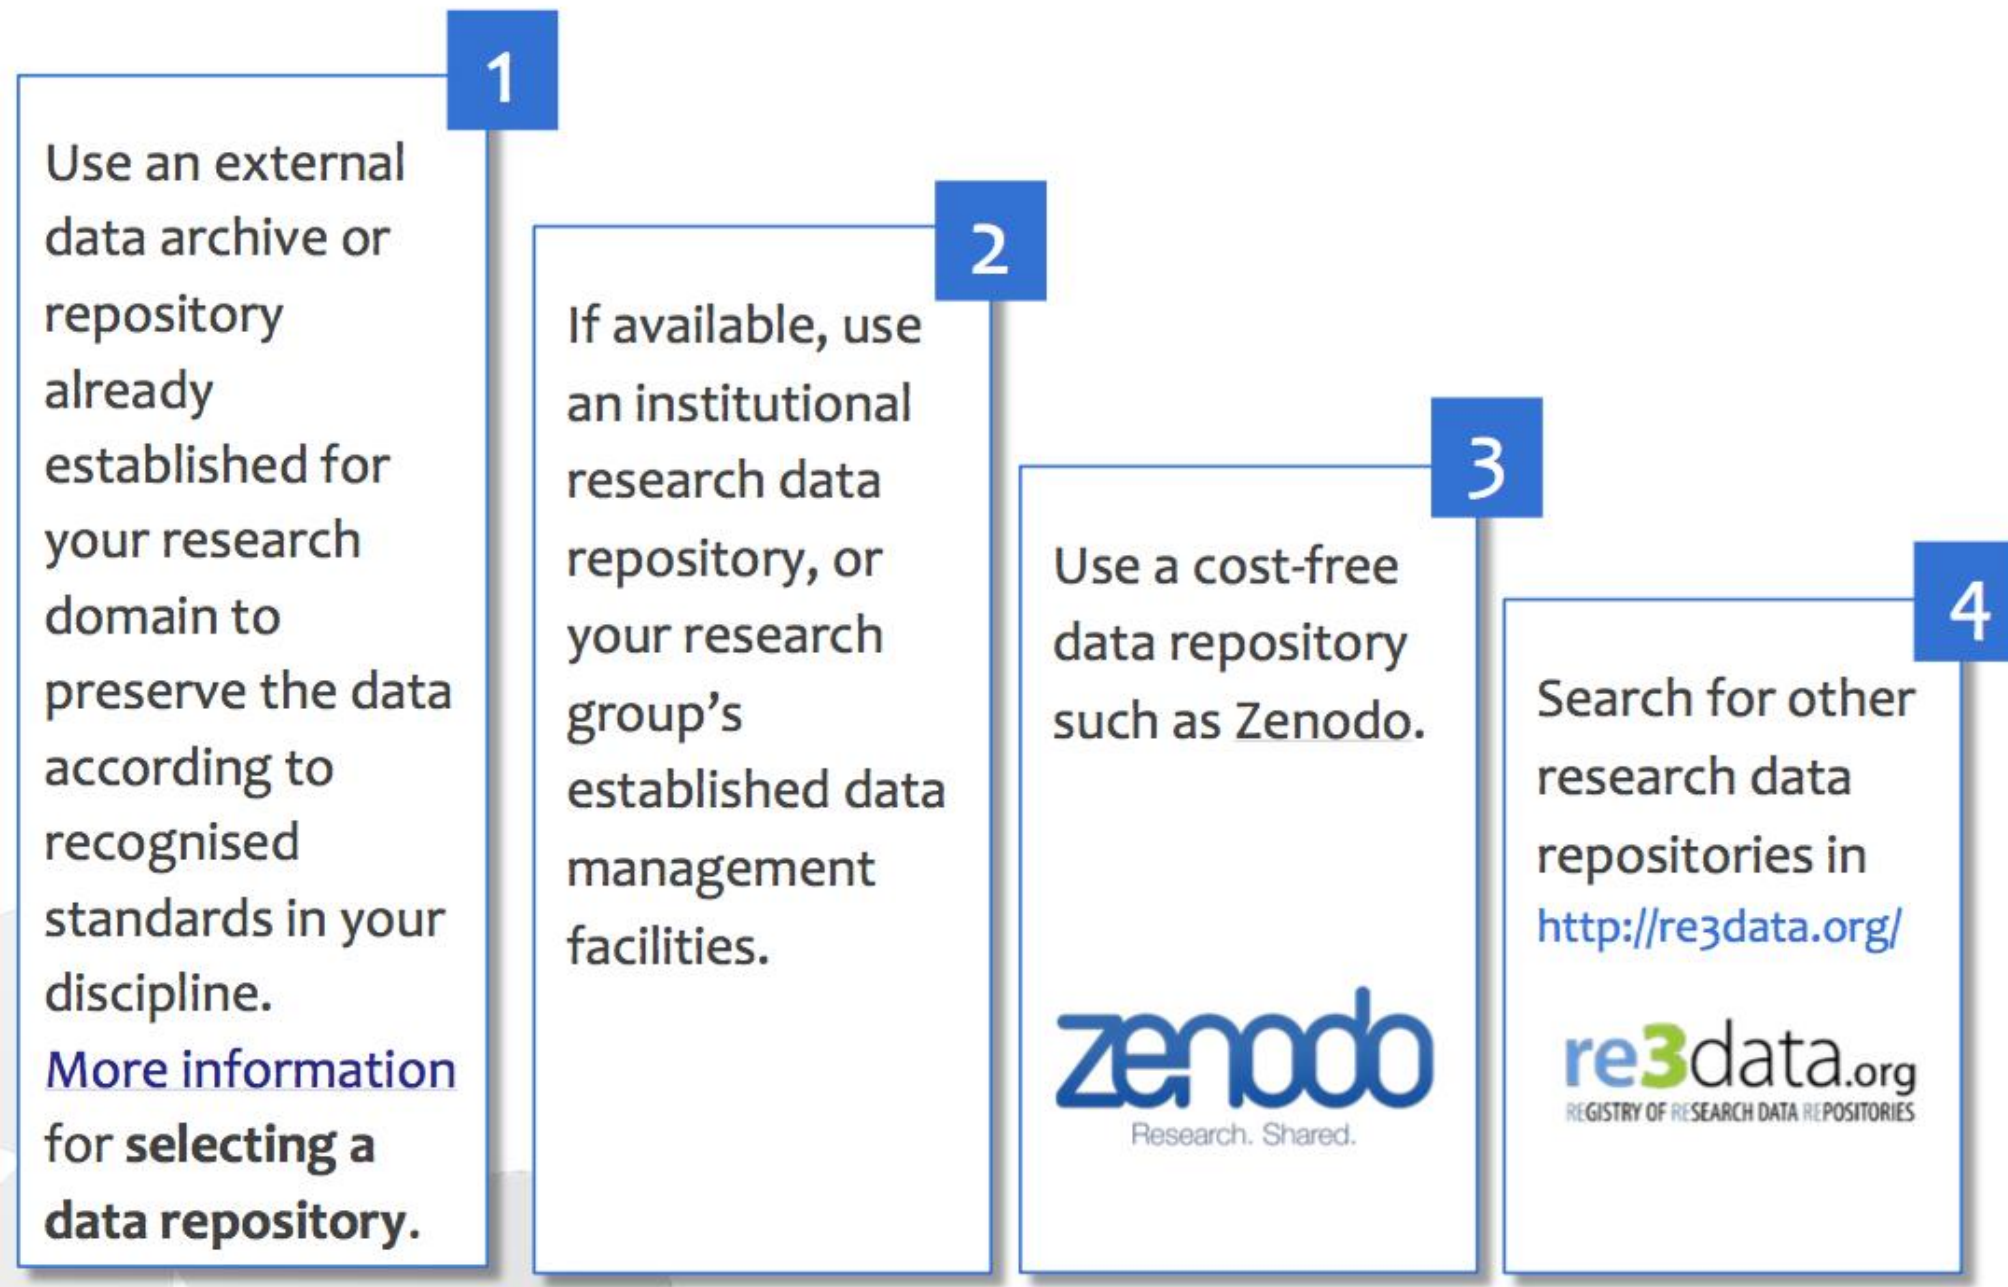 1
Use an external
data archive or
repository
already
established for
your research
domain to
preserve the data
according to
recognised
standards in your
discipline.
More information
for selecting a
data repository.
2
If available, use
an institutional
research data
repository, or
your research
group’s
established data
management
facilities.
3
Use a cost-free
data repository
such as Zenodo.
zenodo
Research. Shared.
4
Search for other
research data
repositories in
http://re3data.org/
re3data.org
REGISTRY OF RESEARCH DATA REPOSITORIES